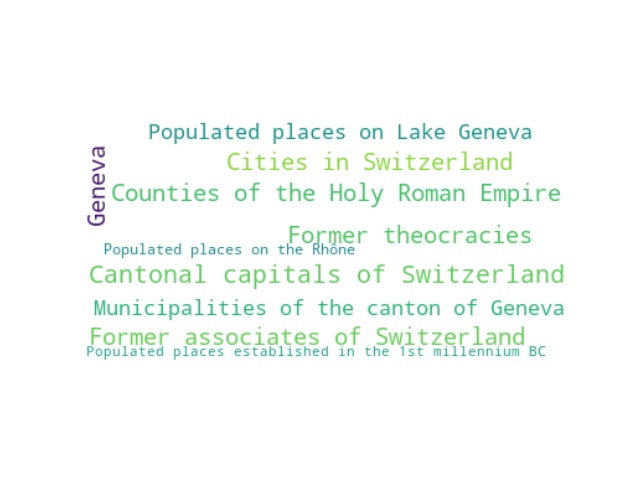 Populated places on Lake Geneva
Cities in Switzerland
Geneva
Counties of the Holy Roman Empire
Former theocracies
Populated places on the Rhône
Cantonal capitals of Switzerland
Municipalities of the canton of Geneva
Former associates of Switzerland
Populated places established in the 1st millennium BC